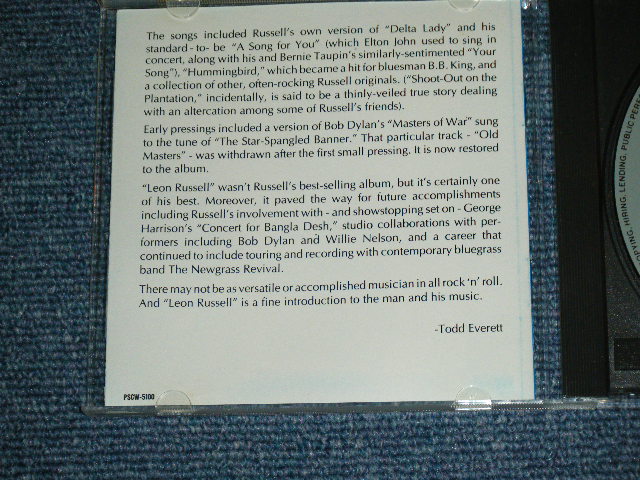 The songs included Russell's own version of "Delta Lady" and his
standard - to- be "A Song for You" (which Elton John used to sing in
concert, along with his and Bernie Taupin's similarly-sentimented "Your
Song"), "Hummingbird," which became a hit for bluesman B.B. King, and
a collection of other, often-rocking Russell originals. ("Shoot-Out on the
Plantation," incidentally, is said to be a thinly-veiled true story dealing
with an altercation among some of Russell's friends).
Early pressings included a version of Bob Dylan's "Masters of War" sung
to the tune of "The Star-Spangled Banner." That particular track - "Old
Masters" - was withdrawn after the first small pressing. It is now restored
to the album.
"Leon Russell" wasn't Russell's best-selling album, but it's certainly one
of his best. Moreover, it paved the way for future accomplishments
including Russell's involvement with - and showstopping set on - George
Harrison's "Concert for Bangla Desh," studio collaborations with per-
formers including Bob Dylan and Willie Nelson, and a career that
continued to include touring and recording with contemporary bluegrass
band The Newgrass Revival.
There may not be as versatile or accomplished musician in all rock 'n' roll.
And "Leon Russell" is a fine introduction to the man and his music.
-Todd Everett
PSCW-5100
OPYING, HIRING, LENDING, PUBLIC PE